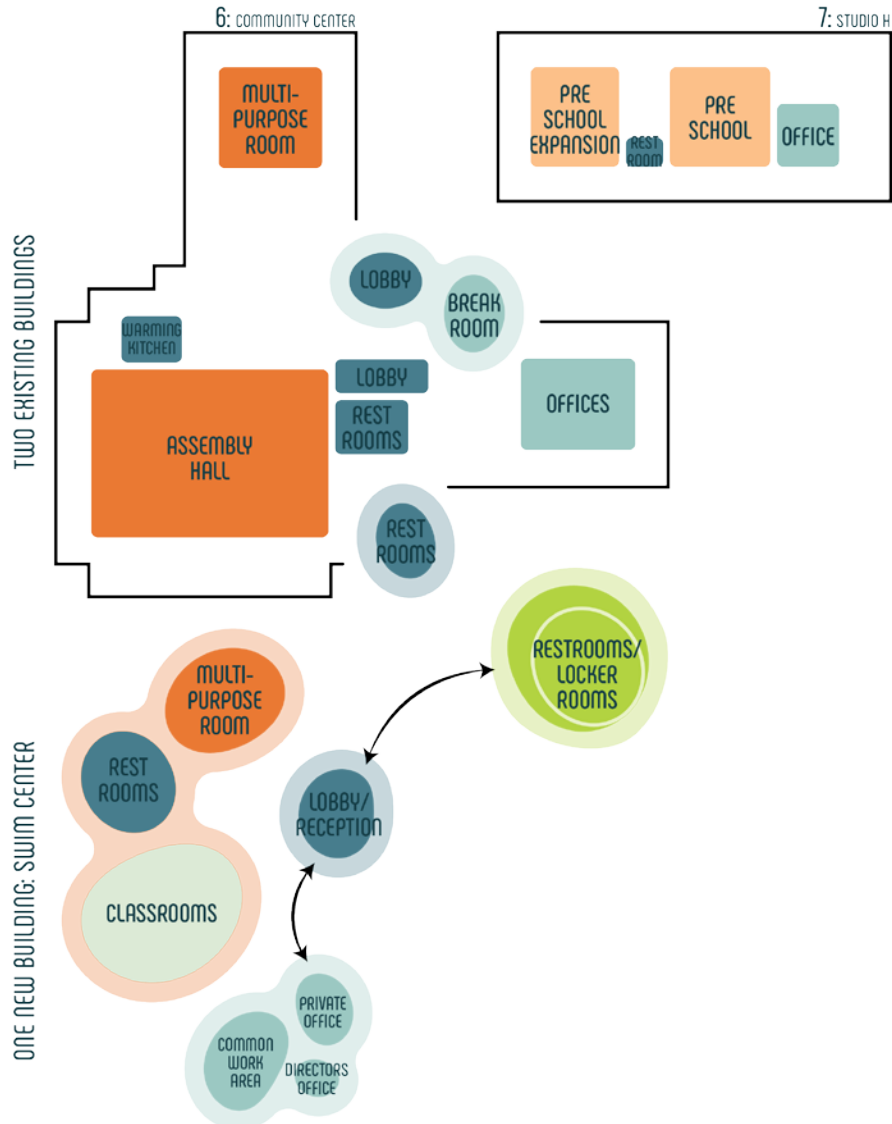 6: COMMUNITY CENTER
7: STUDIO H
MULTI-
PURPOSE
ROOM
PRE
SCHOOL
EXPANSION
REST
ROOM
PRE
SCHOOL
OFFICE
TWO EXISTING BUILDINGS
LOBBY
BREAK
ROOM
WARMING
KITCHEN
LOBBY
REST
ROOMS
OFFICES
ASSEMBLY
HALL
REST
ROOMS
ONE NEW BUILDING: SWIM CENTER
MULTI-
PURPOSE
ROOM
RESTROOMS/
LOCKER
ROOMS
REST
ROOMS
LOBBY/
RECEPTION
CLASSROOMS
PRIVATE
OFFICE
COMMON
WORK
AREA
DIRECTORS
OFFICE